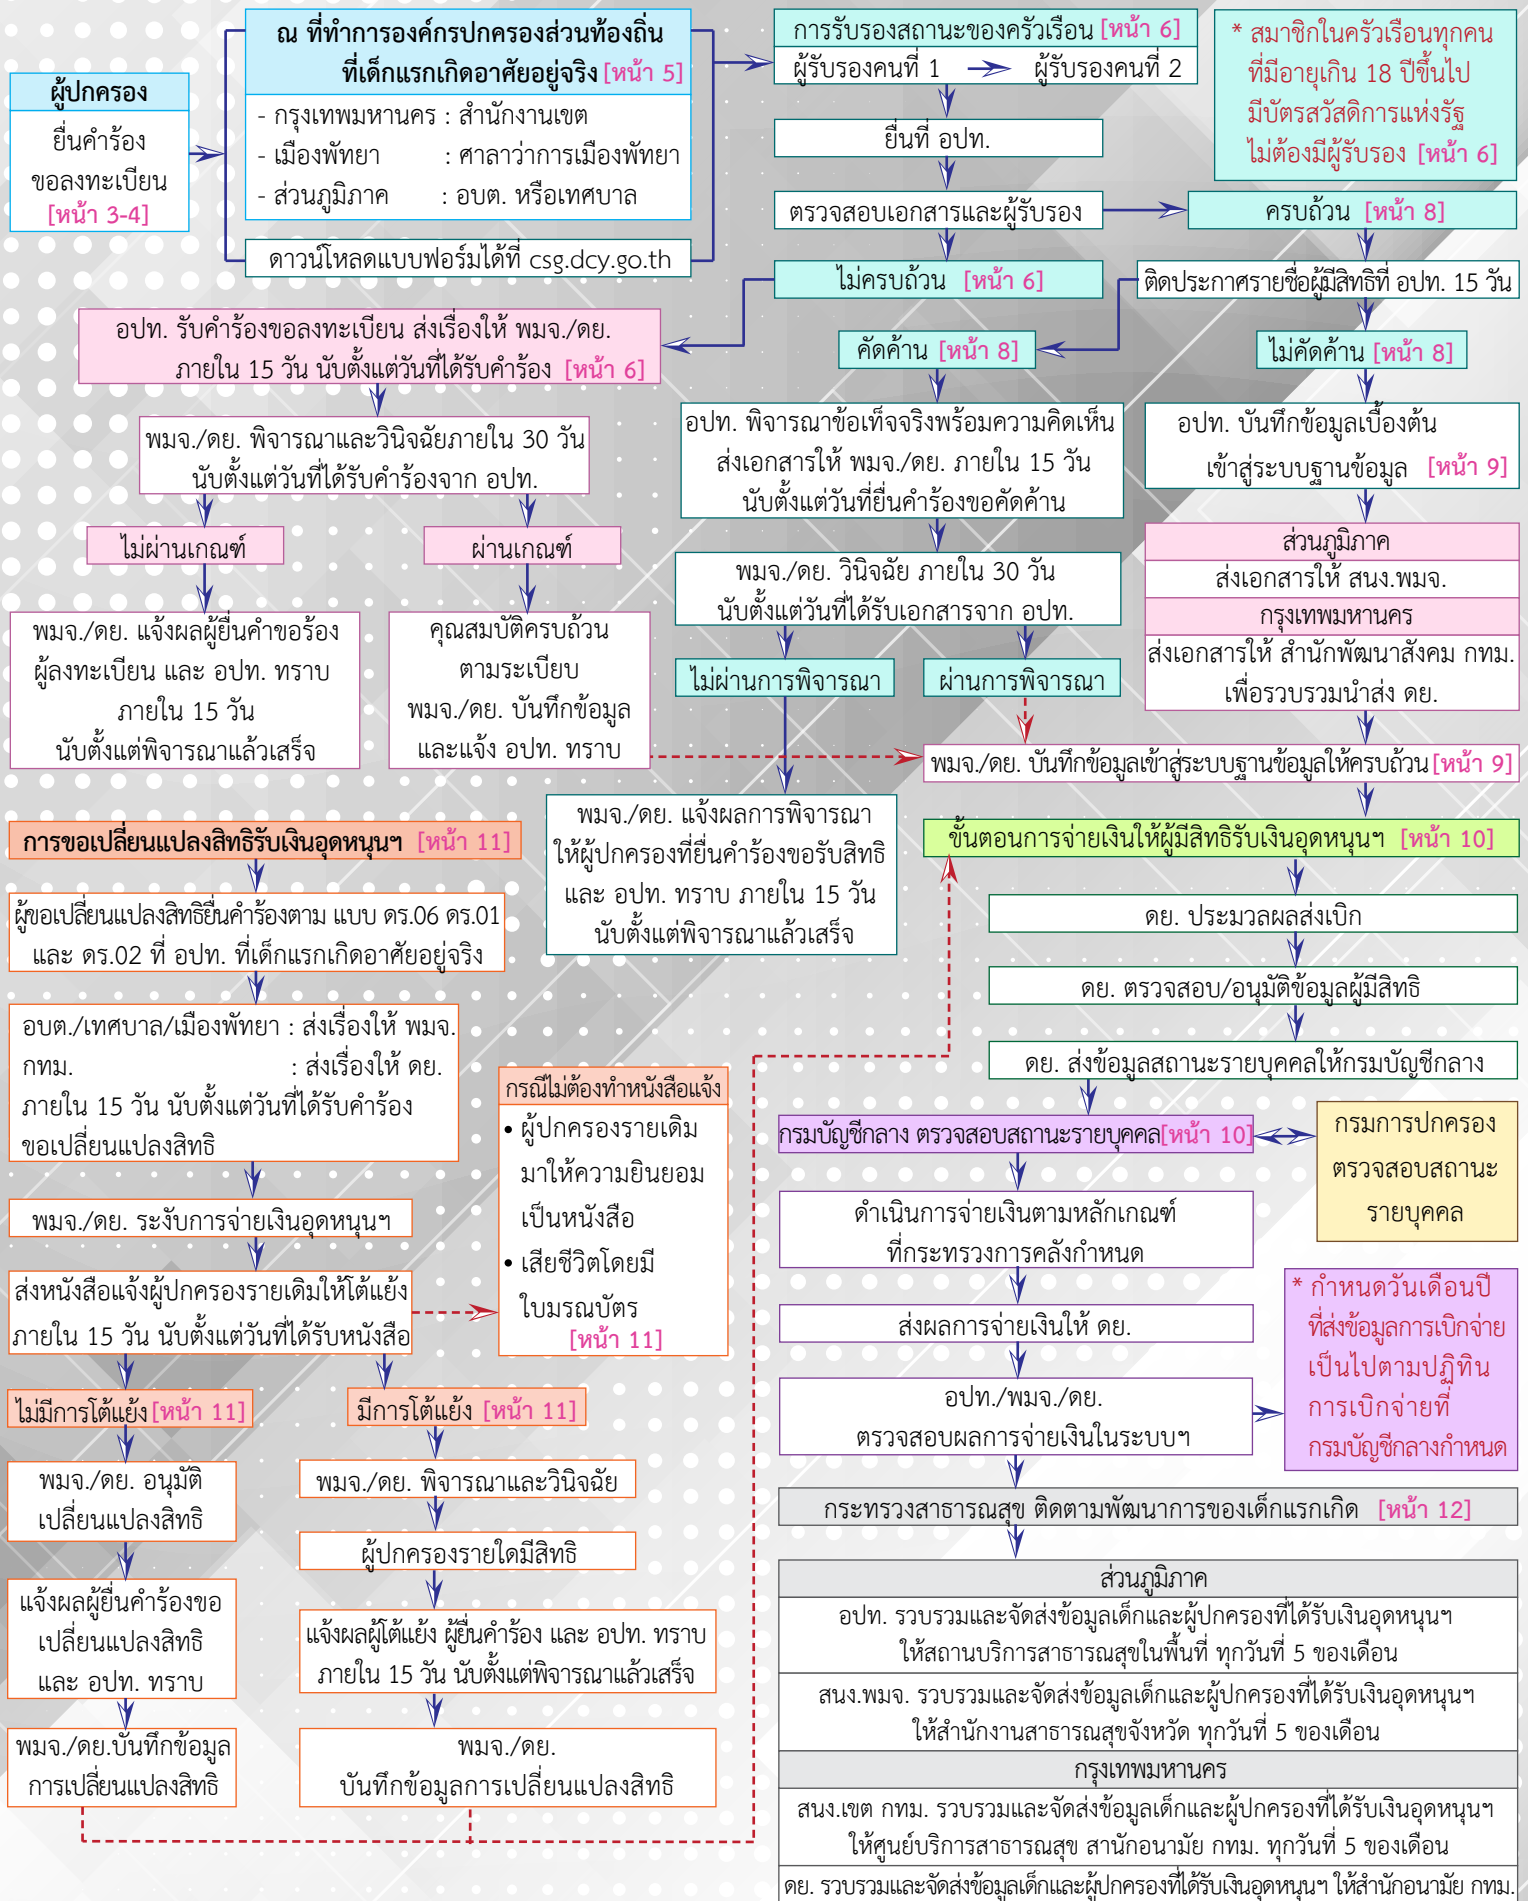 ผู้ปกครอง
ยื่นคำร้อง
ขอลงทะเบียน
[หน้า 3-4]
ณ ที่ทำการองค์กรปกครองส่วนท้องถิ่น
ที่เด็กแรกเกิดอาศัยอยู่จริง [หน้า 5]
- กรุงเทพมหานคร : สำนักงานเขต
- เมืองพัทยา : ศาลาว่าการเมืองพัทยา
- ส่วนภูมิภาค : อบต. หรือเทศบาล
ดาวน์โหลดแบบฟอร์มได้ที่ csg.dcy.go.th
การรับรองสถานะของครัวเรือน [หน้า 6]
ผู้รับรองคนที่ 1 ผู้รับรองคนที่ 2
ยื่นที่ อปท.
ตรวจสอบเอกสารและผู้รับรอง
* สมาชิกในครัวเรือนทุกคน
ที่มีอายุเกิน 18 ปีขึ้นไป
มีบัตรสวัสดิการแห่งรัฐ
ไม่ต้องมีผู้รับรอง [หน้า 6]
ครบถ้วน [หน้า 8]
ไม่ครบถ้วน [หน้า 6]
ติดประกาศรายชื่อผู้มีสิทธิที่ อปท. 15 วัน
อปท. รับคำร้องขอลงทะเบียน ส่งเรื่องให้ พมจ./ดย.
ภายใน 15 วัน นับตั้งแต่วันที่ได้รับคำร้อง [หน้า 6]
คัดค้าน [หน้า 8]
ไม่คัดค้าน [หน้า 8]
พมจ./ดย. พิจารณาและวินิจฉัยภายใน 30 วัน
นับตั้งแต่วันที่ได้รับคำร้องจาก อปท.
อปท. พิจารณาข้อเท็จจริงพร้อมความคิดเห็น
ส่งเอกสารให้ พมจ./ดย. ภายใน 15 วัน
นับตั้งแต่วันที่ยื่นคำร้องขอคัดค้าน
อปท. บันทึกข้อมูลเบื้องต้น
เข้าสู่ระบบฐานข้อมูล [หน้า 9]
ไม่ผ่านเกณฑ์
ผ่านเกณฑ์
พมจ./ดย. วินิจฉัย ภายใน 30 วัน
นับตั้งแต่วันที่ได้รับเอกสารจาก อปท.
ส่วนภูมิภาค
ส่งเอกสารให้ สนง.พมจ.
กรุงเทพมหานคร
ส่งเอกสารให้ สำนักพัฒนาสังคม กทม.
เพื่อรวบรวมนำส่ง ดย.
พมจ./ดย. แจ้งผลผู้ยื่นคำขอร้อง
ผู้ลงทะเบียน และ อปท. ทราบ
ภายใน 15 วัน
นับตั้งแต่พิจารณาแล้วเสร็จ
คุณสมบัติครบถ้วน
ตามระเบียบ
พมจ./ดย. บันทึกข้อมูล
และแจ้ง อปท. ทราบ
ไม่ผ่านการพิจารณา
ผ่านการพิจารณา
พมจ./ดย. บันทึกข้อมูลเข้าสู่ระบบฐานข้อมูลให้ครบถ้วน [หน้า 9]
พมจ./ดย. แจ้งผลการพิจารณา
ให้ผู้ปกครองที่ยื่นคำร้องขอรับสิทธิ
และ อปท. ทราบ ภายใน 15 วัน
นับตั้งแต่พิจารณาแล้วเสร็จ
ขั้นตอนการจ่ายเงินให้ผู้มีสิทธิรับเงินอุดหนุนฯ [หน้า 10]
ดย. ประมวลผลส่งเบิก
ดย. ตรวจสอบ/อนุมัติข้อมูลผู้มีสิทธิ
ดย. ส่งข้อมูลสถานะรายบุคคลให้กรมบัญชีกลาง
กรมบัญชีกลาง ตรวจสอบสถานะรายบุคคล[หน้า 10]
กรมการปกครอง
ตรวจสอบสถานะ
รายบุคคล
ดำเนินการจ่ายเงินตามหลักเกณฑ์
ที่กระทรวงการคลังกำหนด
ส่งผลการจ่ายเงินให้ ดย.
อปท./พมจ./ดย.
ตรวจสอบผลการจ่ายเงินในระบบฯ
* กำหนดวันเดือนปี
ที่ส่งข้อมูลการเบิกจ่าย
เป็นไปตามปฏิทิน
การเบิกจ่ายที่
กรมบัญชีกลางกำหนด
การขอเปลี่ยนแปลงสิทธิรับเงินอุดหนุนฯ [หน้า 11]
ผู้ขอเปลี่ยนแปลงสิทธิยื่นคำร้องตาม แบบ ดร.06 ดร.01
และ ดร.02 ที่ อปท. ที่เด็กแรกเกิดอาศัยอยู่จริง
อบต./เทศบาล/เมืองพัทยา : ส่งเรื่องให้ พมจ.
กทม. : ส่งเรื่องให้ ดย.
ภายใน 15 วัน นับตั้งแต่วันที่ได้รับคำร้อง
ขอเปลี่ยนแปลงสิทธิ
พมจ./ดย. ระงับการจ่ายเงินอุดหนุนฯ
ส่งหนังสือแจ้งผู้ปกครองรายเดิมให้โต้แย้ง
ภายใน 15 วัน นับตั้งแต่วันที่ได้รับหนังสือ
กรณีไม่ต้องทำหนังสือแจ้ง
• ผู้ปกครองรายเดิม
มาให้ความยินยอม
เป็นหนังสือ
• เสียชีวิตโดยมี
ใบมรณบัตร
[หน้า 11]
ไม่มีการโต้แย้ง [หน้า 11]
มีการโต้แย้ง [หน้า 11]
พมจ./ดย. อนุมัติ
เปลี่ยนแปลงสิทธิ
แจ้งผลผู้ยื่นคำร้องขอ
เปลี่ยนแปลงสิทธิ
และ อปท. ทราบ
พมจ./ดย.บันทึกข้อมูล
การเปลี่ยนแปลงสิทธิ
พมจ./ดย. พิจารณาและวินิจฉัย
ผู้ปกครองรายใดมีสิทธิ
แจ้งผลผู้โต้แย้ง ผู้ยื่นคำร้อง และ อปท. ทราบ
ภายใน 15 วัน นับตั้งแต่พิจารณาแล้วเสร็จ
พมจ./ดย.
บันทึกข้อมูลการเปลี่ยนแปลงสิทธิ
กระทรวงสาธารณสุข ติดตามพัฒนาการของเด็กแรกเกิด [หน้า 12]
ส่วนภูมิภาค
อปท. รวบรวมและจัดส่งข้อมูลเด็กและผู้ปกครองที่ได้รับเงินอุดหนุนฯ
ให้สถานบริการสาธารณสุขในพื้นที่ ทุกวันที่ 5 ของเดือน
สนง.พมจ. รวบรวมและจัดส่งข้อมูลเด็กและผู้ปกครองที่ได้รับเงินอุดหนุนฯ
ให้สำนักงานสาธารณสุขจังหวัด ทุกวันที่ 5 ของเดือน
กรุงเทพมหานคร
สนง.เขต กทม. รวบรวมและจัดส่งข้อมูลเด็กและผู้ปกครองที่ได้รับเงินอุดหนุนฯ
ให้ศูนย์บริการสาธารณสุข สานักอนามัย กทม. ทุกวันที่ 5 ของเดือน
ดย. รวบรวมและจัดส่งข้อมูลเด็กและผู้ปกครองที่ได้รับเงินอุดหนุนฯ ให้สำนักอนามัย กทม.